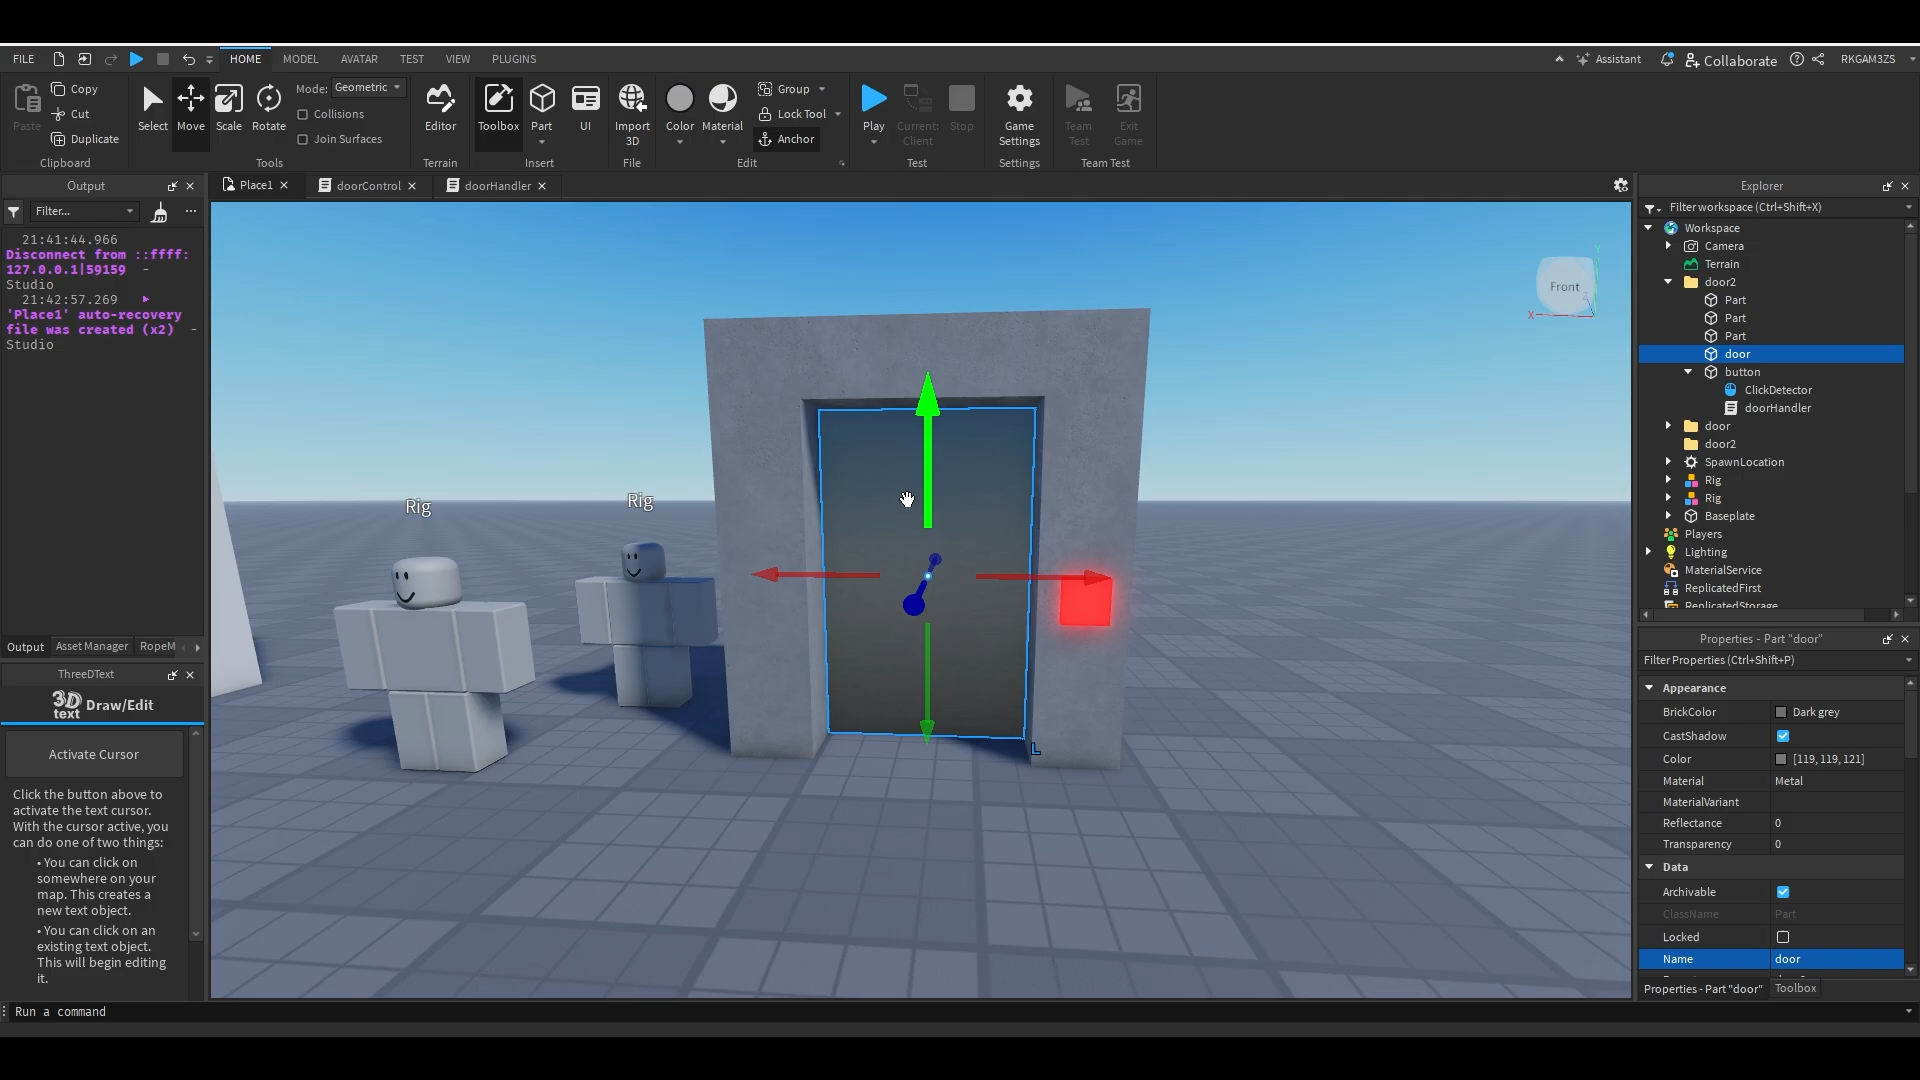 FILE HOME MODEL AVATAR TEST VIEW PLUGINS Assistant Collaborate RKGAM3ZS
Paste Copy Cut Duplicate
Clipboard
Select Move Scale Rotate
Mode: Geometric
Collisions
Join Surfaces
Tools
Editor
Terrain
Toolbox Part UI
Insert
Import
3D
File
Color Material
Group
Lock Tool
Anchor
Edit
Play Current: Client Stop
Test
Game
Settings
Settings
Team
Test
Exit
Game
Team Test
Output
Filter...
21:41:44.966
Disconnect from ::ffff:
127.0.0.1|59159 -
Studio
21:42:57.269
'Place1' auto-recovery
file was created (x2) -
Studio
Output Asset Manager RopeM
ThreeDText
3D
text
Draw/Edit
Activate Cursor
Click the button above to
activate the text cursor.
With the cursor active, you
can do one of two things:
• You can click on
somewhere on your
map. This creates a
new text object.
• You can click on an
existing text object.
This will begin editing
it.
Place1 doorControl doorHandler
Front
X
Y
Z
Rig
Rig
L
Explorer
Filter workspace (Ctrl+Shift+X)
Workspace
Camera
Terrain
door2
Part
Part
Part
door
button
ClickDetector
doorHandler
door
door2
SpawnLocation
Rig
Rig
Baseplate
Players
Lighting
MaterialService
ReplicatedFirst
ReplicatedStorage
Properties - Part "door"
Filter Properties (Ctrl+Shift+P)
Appearance
BrickColor Dark grey
CastShadow
Color [119, 119, 121]
Material Metal
MaterialVariant
Reflectance 0
Transparency 0
Data
Archivable
ClassName Part
Locked
Name door
Properties - Part "door" Toolbox
Run a command